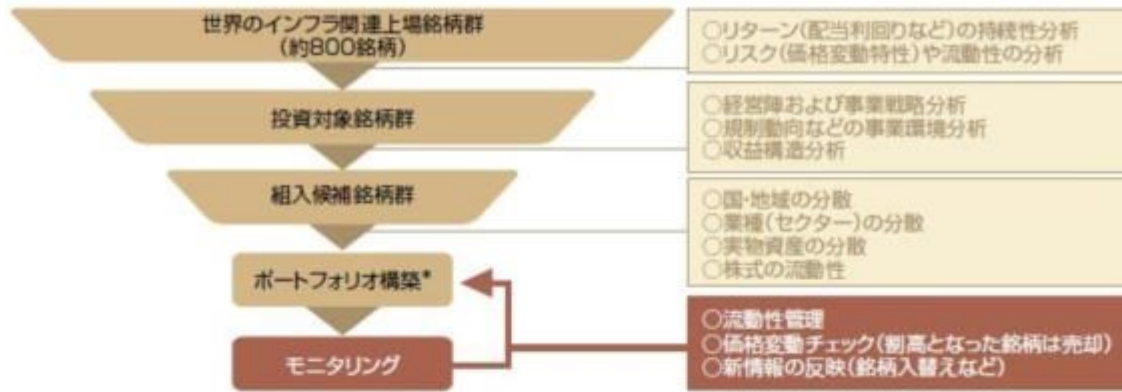 世界のインフラ関連上場銘柄群
(約800銘柄)
○リターン(配当利回りなど)の持続性分析
○リスク(価格変動特性)や流動性の分析
投資対象銘柄群
○経営陣および事業戦略分析
○規制動向などの事業環境分析
○収益構造分析
組入候補銘柄群
○国・地域の分散
○業種(セクター)の分散
○実物資産の分散
○株式の流動性
ポートフォリオ構築*
モニタリング
○流動性管理
○価格変動チェック(割高となった銘柄は売却)
○新情報の反映(銘柄入替えなど)